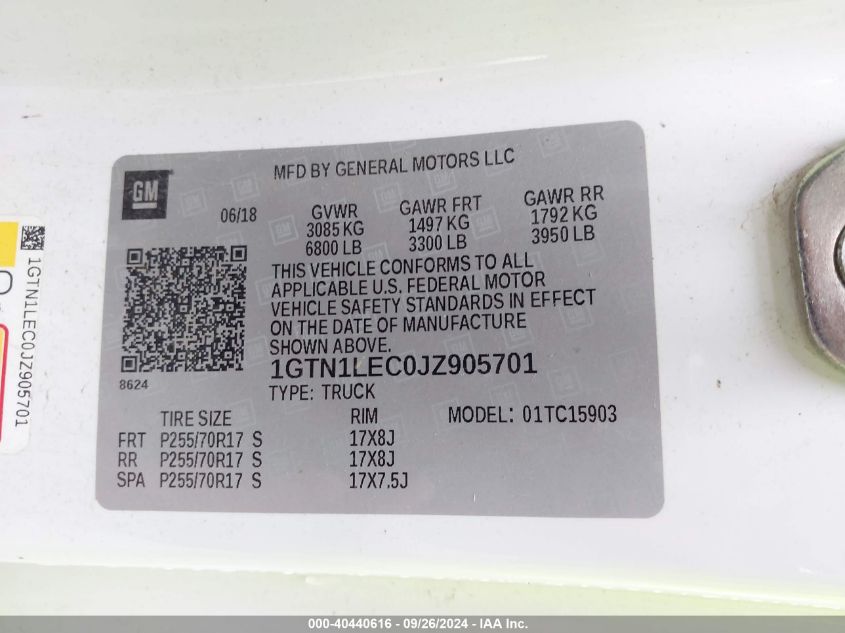 MFD BY GENERAL MOTORS LLC
GM
06/18
GVWR GAWR FRT GAWR RR
3085 KG 1497 KG 1792 KG
6800 LB 3300 LB 3950 LB
THIS VEHICLE CONFORMS TO ALL
APPLICABLE U.S. FEDERAL MOTOR
VEHICLE SAFETY STANDARDS IN EFFECT
ON THE DATE OF MANUFACTURE
SHOWN ABOVE.
8624
1GTN1LEC0JZ905701
TYPE: TRUCK
TIRE SIZE RIM MODEL: 01TC15903
FRT P255/70R17 S 17X8J
RR P255/70R17 S 17X8J
SPA P255/70R17 S 17X7.5J
1GTN1LEC0JZ905701
000-40440616 - 09/26/2024 - IAA Inc.